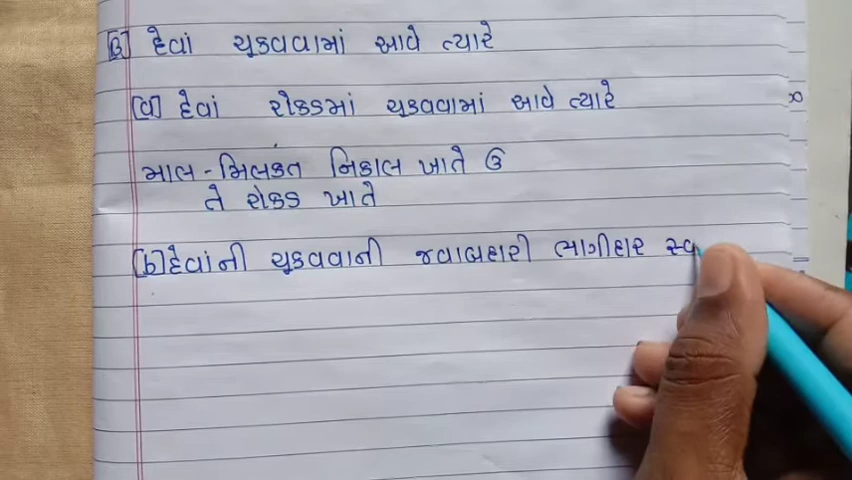 [3] દેવાં ચૂકવવામાં આવે ત્યારે
[a] દેવાં રોકડમાં ચૂકવવામાં આવે ત્યારે
માલ-મિલકત નિકાલ ખાતે ઉ
તે રોકડ ખાતે
[b] દેવાંની ચૂકવવાની જવાબદારી ભાગીદાર સ્વ